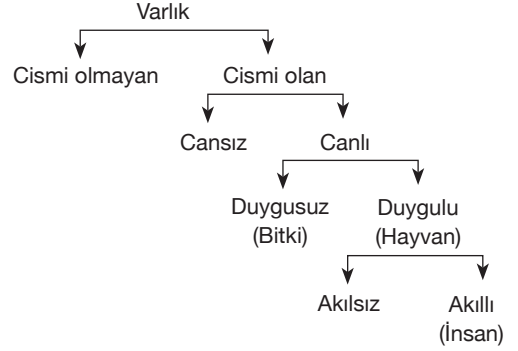 Varlık
Cismi olmayan Cismi olan
Cansız Canlı
Duygusuz Duygulu
(Bitki) (Hayvan)
Akılsız Akıllı
(İnsan)